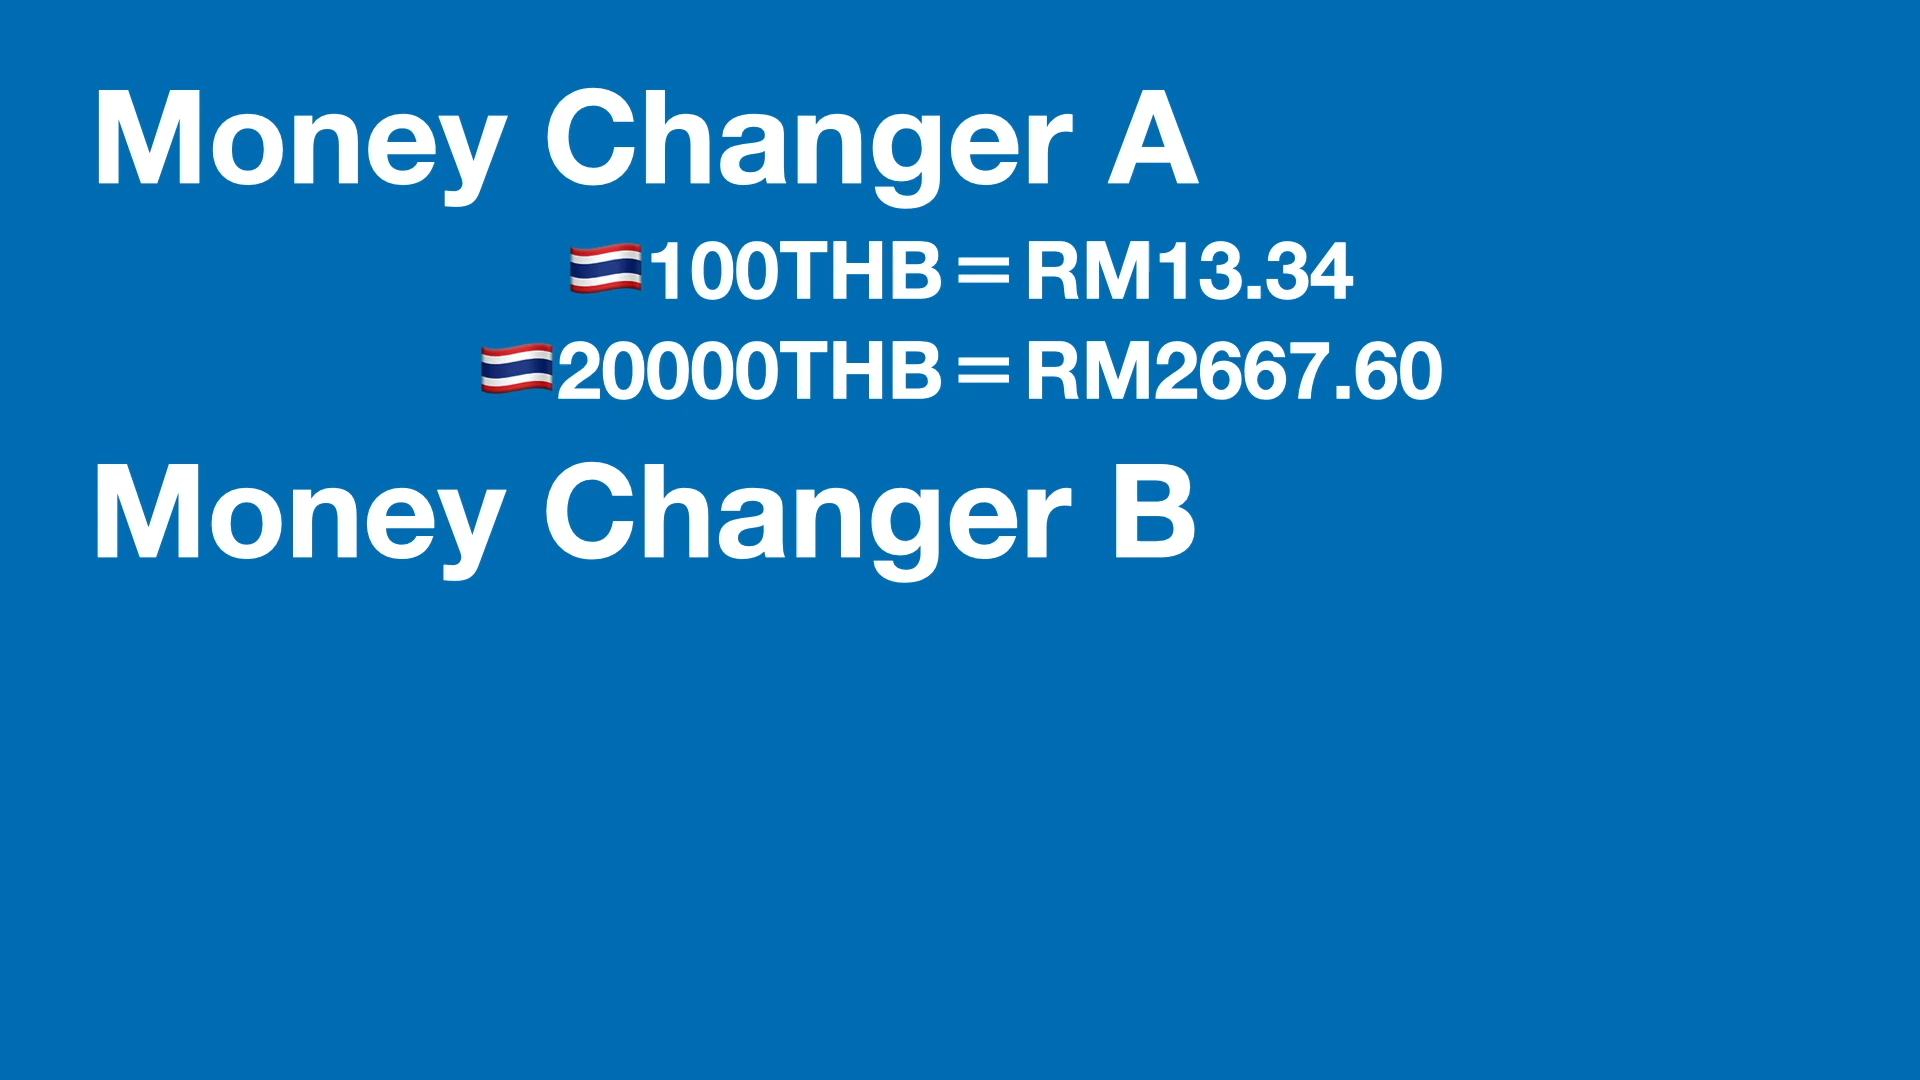 Money Changer A
🇹🇭100THB＝RM13.34
🇹🇭20000THB＝RM2667.60
Money Changer B